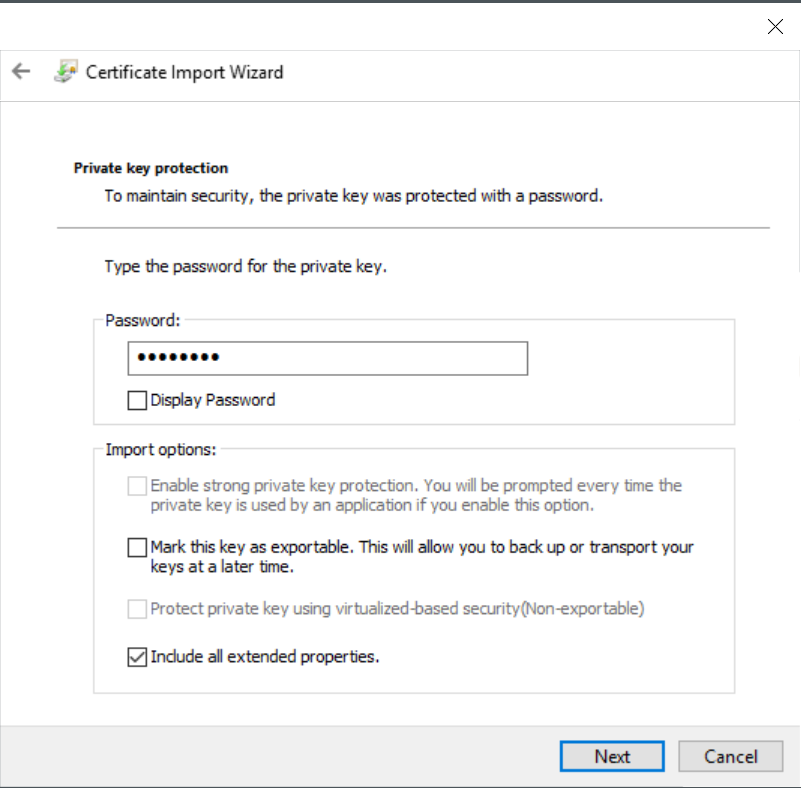 Certificate Import Wizard
Private key protection
To maintain security, the private key was protected with a password.
Type the password for the private key.
Password:
●●●●●●●●
Display Password
Import options:
Enable strong private key protection. You will be prompted every time the
private key is used by an application if you enable this option.
Mark this key as exportable. This will allow you to back up or transport your
keys at a later time.
Protect private key using virtualized-based security(Non-exportable)
Include all extended properties.
Next
Cancel